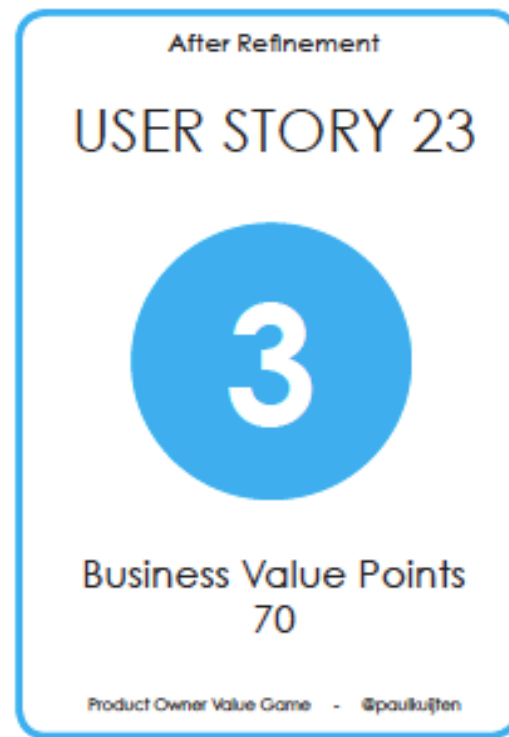 After Refinement
USER STORY 23
3
Business Value Points
70
Product Owner Value Game - @paulkuijten